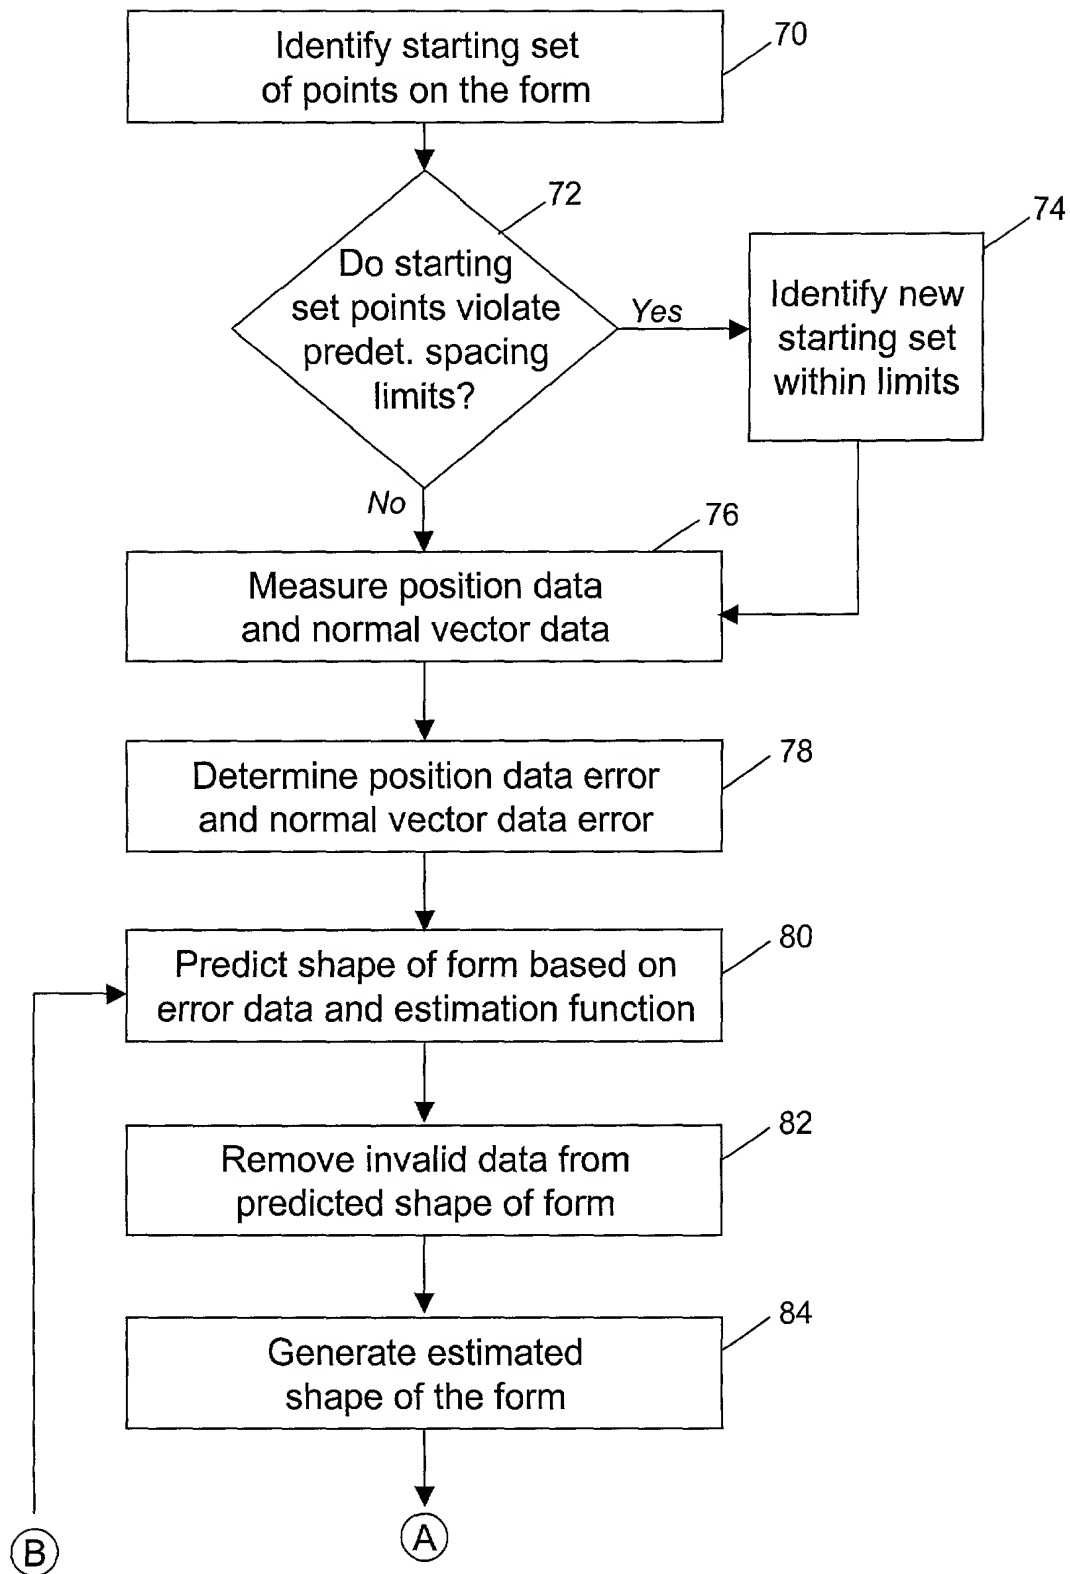 Identify starting set
of points on the form
70
72
Do starting
set points violate
predet. spacing
limits?
Yes
74
Identify new
starting set
within limits
No
76
Measure position data
and normal vector data
78
Determine position data error
and normal vector data error
80
Predict shape of form based on
error data and estimation function
82
Remove invalid data from
predicted shape of form
84
Generate estimated
shape of the form
B
A